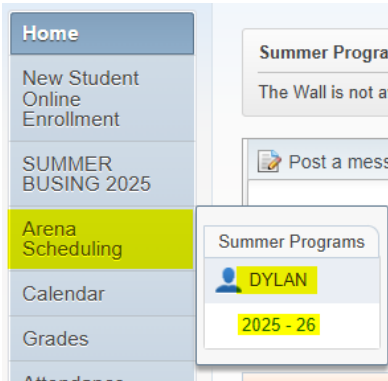 Home
Summer Progra
New Student
Online
Enrollment
The Wall is not a
SUMMER
BUSING 2025
Post a mess
Arena
Scheduling
Summer Programs
DYLAN
2025 - 26
Calendar
Grades
Attendance